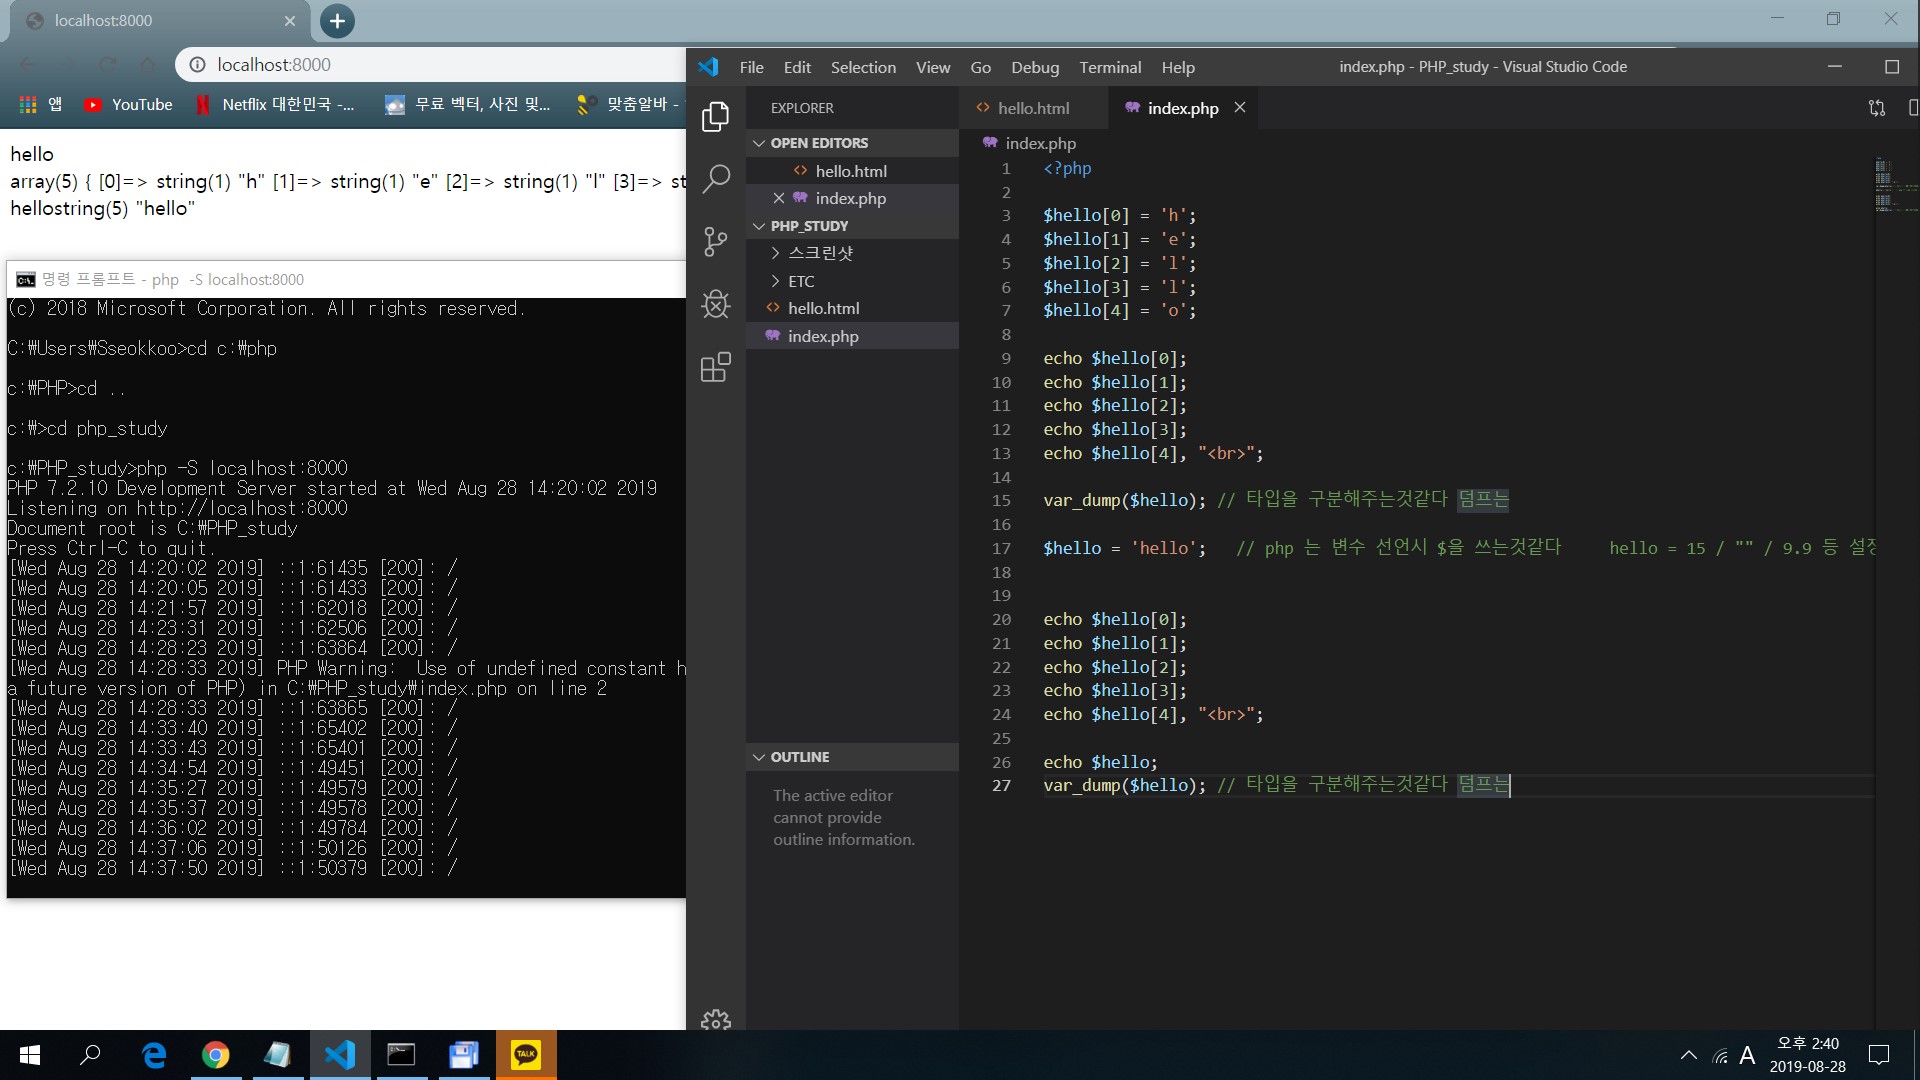 localhost:8000
localhost:8000
앱 YouTube Netflix 대한민국 -... 무료 벡터, 사진 및... 맞춤알바 -
hello
array(5) { [0]=> string(1) "h" [1]=> string(1) "e" [2]=> string(1) "l" [3]=> st
hellostring(5) "hello"
명령 프롬프트 - php -S localhost:8000
(c) 2018 Microsoft Corporation. All rights reserved.
C:\Users\Sseokkoo>cd c:\php
c:\PHP>cd ..
c:\>cd php_study
c:\PHP_study>php -S localhost:8000
PHP 7.2.10 Development Server started at Wed Aug 28 14:20:02 2019
Listening on http://localhost:8000
Document root is C:\PHP_study
Press Ctrl-C to quit.
[Wed Aug 28 14:20:02 2019] ::1:61435 [200]: /
[Wed Aug 28 14:20:05 2019] ::1:61433 [200]: /
[Wed Aug 28 14:21:57 2019] ::1:62018 [200]: /
[Wed Aug 28 14:23:31 2019] ::1:62506 [200]: /
[Wed Aug 28 14:28:23 2019] ::1:63864 [200]: /
[Wed Aug 28 14:28:33 2019] PHP Warning:  Use of undefined constant h
a future version of PHP) in C:\PHP_study\index.php on line 2
[Wed Aug 28 14:28:33 2019] ::1:63865 [200]: /
[Wed Aug 28 14:33:40 2019] ::1:65402 [200]: /
[Wed Aug 28 14:33:43 2019] ::1:65401 [200]: /
[Wed Aug 28 14:34:54 2019] ::1:49451 [200]: /
[Wed Aug 28 14:35:27 2019] ::1:49579 [200]: /
[Wed Aug 28 14:35:37 2019] ::1:49578 [200]: /
[Wed Aug 28 14:36:02 2019] ::1:49784 [200]: /
[Wed Aug 28 14:37:06 2019] ::1:50126 [200]: /
[Wed Aug 28 14:37:50 2019] ::1:50379 [200]: /
File Edit Selection View Go Debug Terminal Help index.php - PHP_study - Visual Studio Code
EXPLORER
OPEN EDITORS
hello.html
index.php
PHP_STUDY
스크린샷
ETC
hello.html
index.php
OUTLINE
The active editor
cannot provide
outline information.
hello.html index.php
index.php
1 <?php
2
3 $hello[0] = 'h';
4 $hello[1] = 'e';
5 $hello[2] = 'l';
6 $hello[3] = 'l';
7 $hello[4] = 'o';
8
9 echo $hello[0];
10 echo $hello[1];
11 echo $hello[2];
12 echo $hello[3];
13 echo $hello[4], "<br>";
14
15 var_dump($hello); // 타입을 구분해주는것같다 덤프는
16
17 $hello = 'hello';   // php 는 변수 선언시 $을 쓰는것같다     hello = 15 / "" / 9.9 등 설정
18
19
20 echo $hello[0];
21 echo $hello[1];
22 echo $hello[2];
23 echo $hello[3];
24 echo $hello[4], "<br>";
25
26 echo $hello;
27 var_dump($hello); // 타입을 구분해주는것같다 덤프는
TALK
A
오후 2:40
2019-08-28